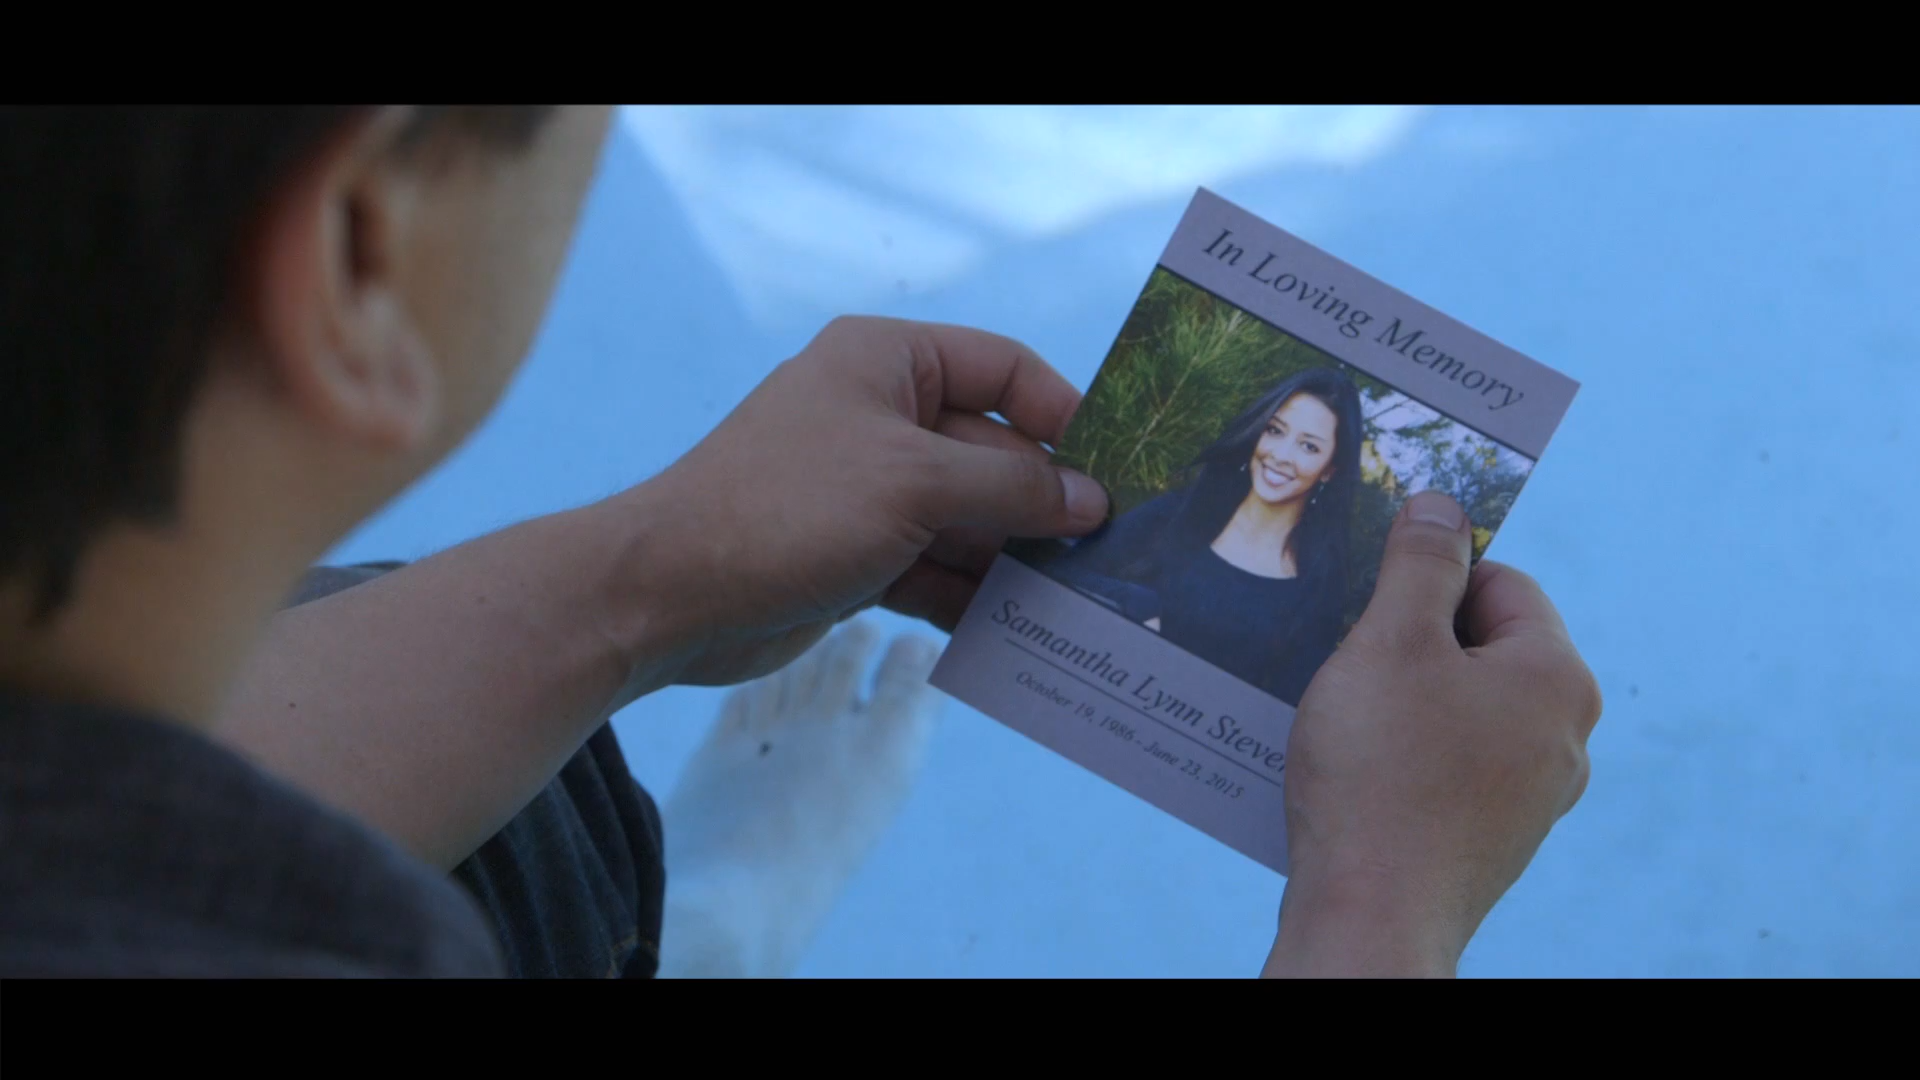 In Loving Memory
Samantha Lynn
October 19, 1986 - June 23, 2015